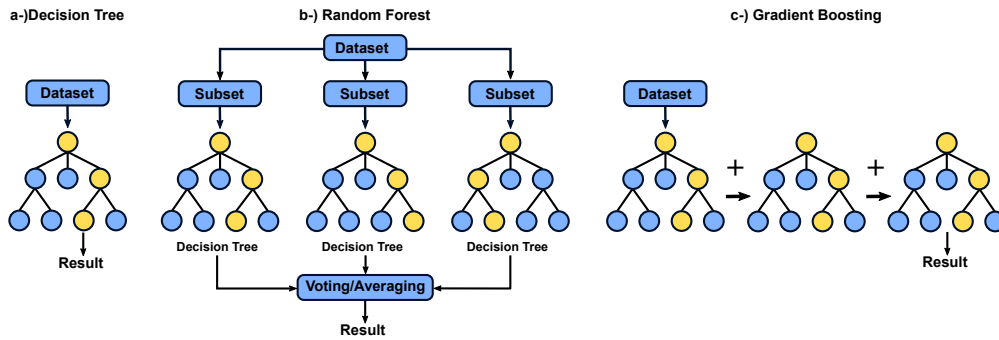 a-)Decision Tree
b-) Random Forest
c-) Gradient Boosting
Dataset
Dataset
Subset
Subset
Subset
Dataset
+
+
Decision Tree
Decision Tree
Decision Tree
Result
Result
Voting/Averaging
Result